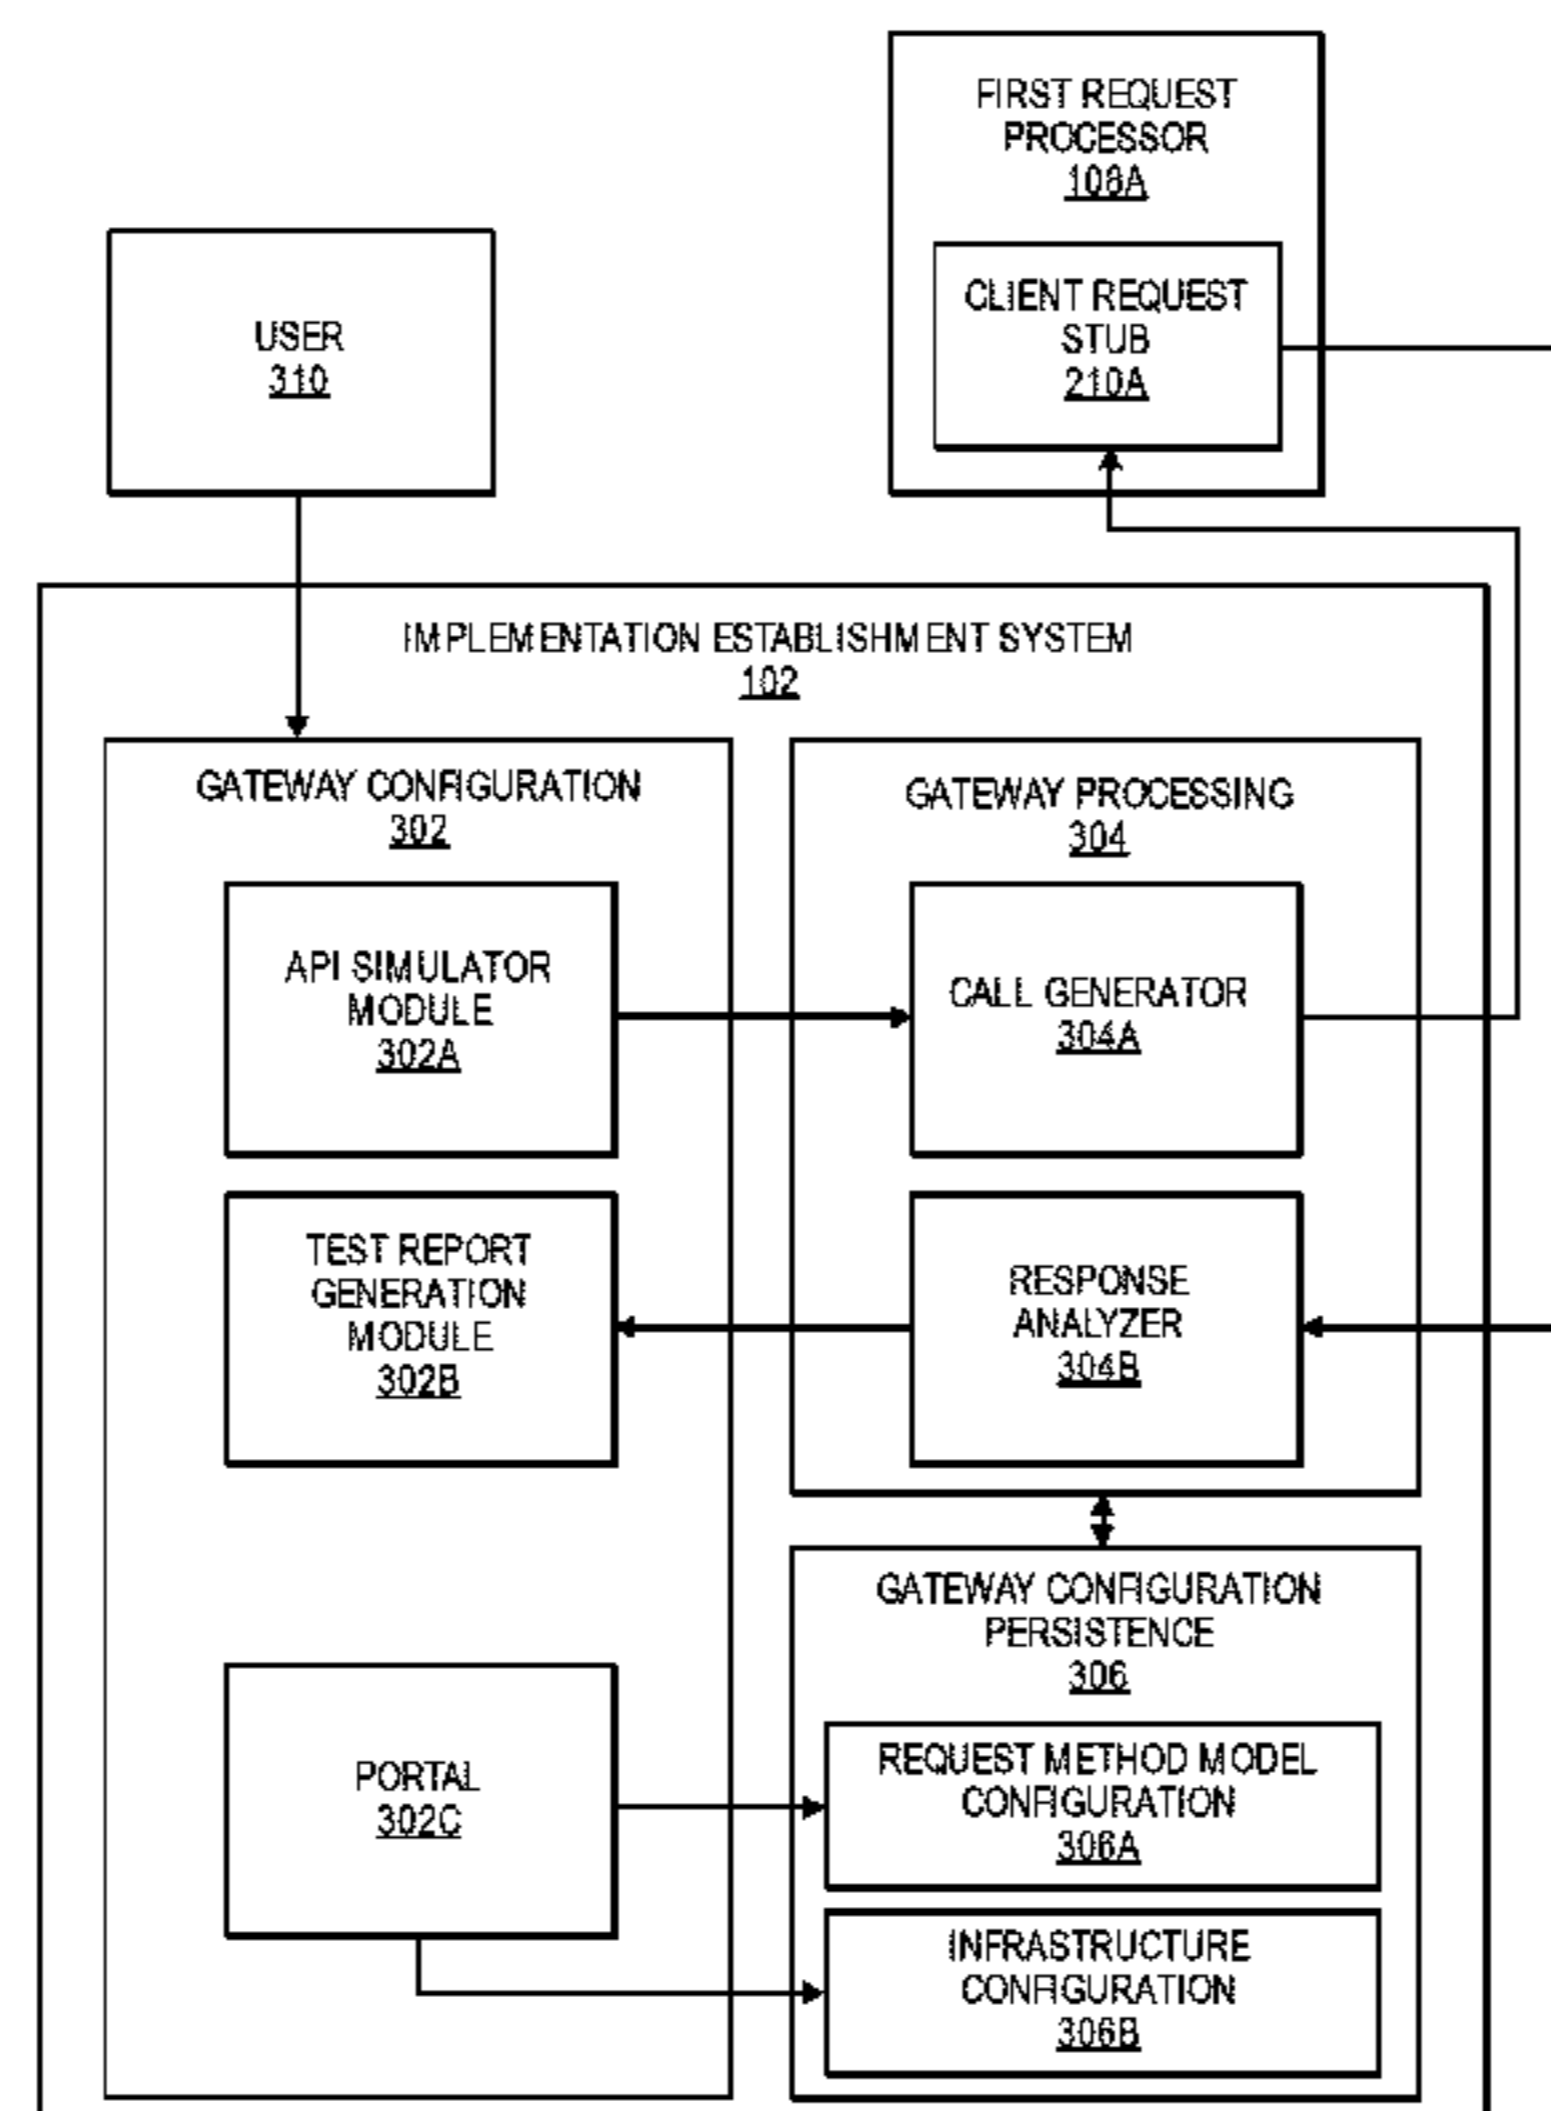 FIRST REQUEST
PROCESSOR
108A
CLIENT REQUEST
STUB
210A
USER
310
IMPLEMENTATION ESTABLISHMENT SYSTEM
102
GATEWAY CONFIGURATION
302
GATEWAY PROCESSING
304
API SIMULATOR
MODULE
302A
CALL GENERATOR
304A
TEST REPORT
GENERATION
MODULE
302B
RESPONSE
ANALYZER
304B
GATEWAY CONFIGURATION
PERSISTENCE
306
PORTAL
302C
REQUEST METHOD MODEL
CONFIGURATION
306A
INFRASTRUCTURE
CONFIGURATION
306B